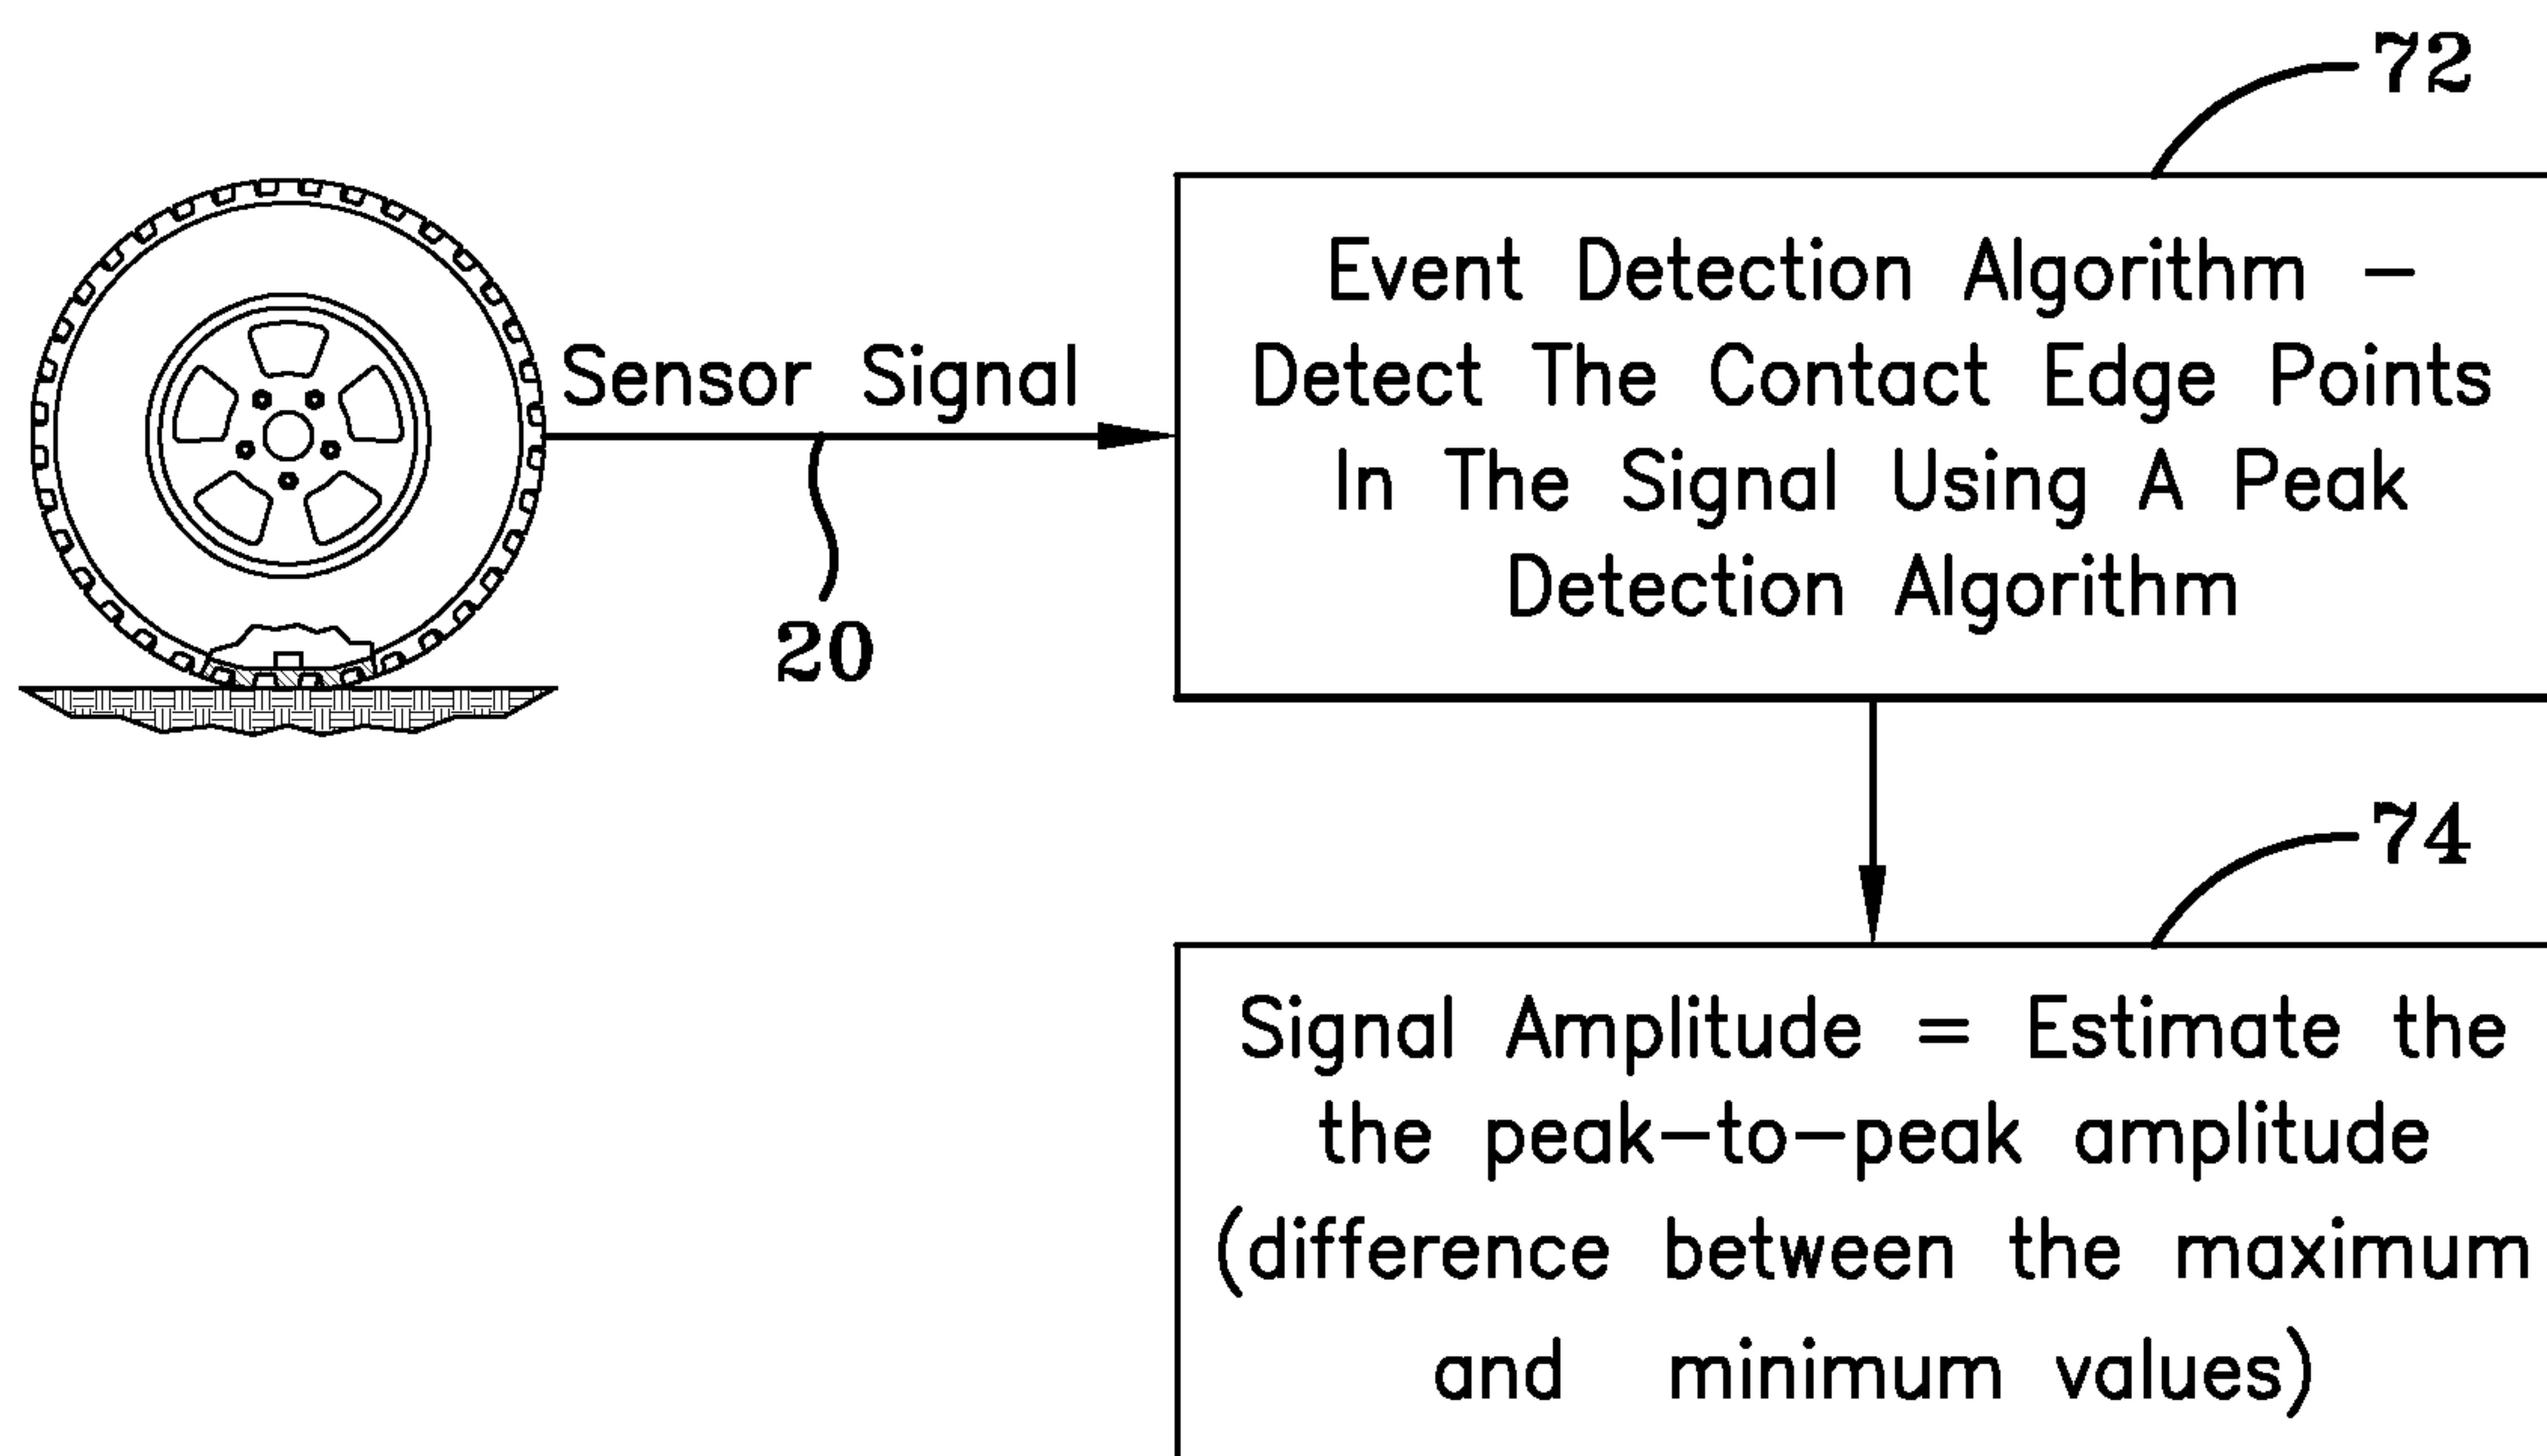 72
Event Detection Algorithm –
Detect The Contact Edge Points
In The Signal Using A Peak
Detection Algorithm
Sensor Signal
20
74
Signal Amplitude = Estimate the
the peak–to–peak amplitude
(difference between the maximum
and minimum values)